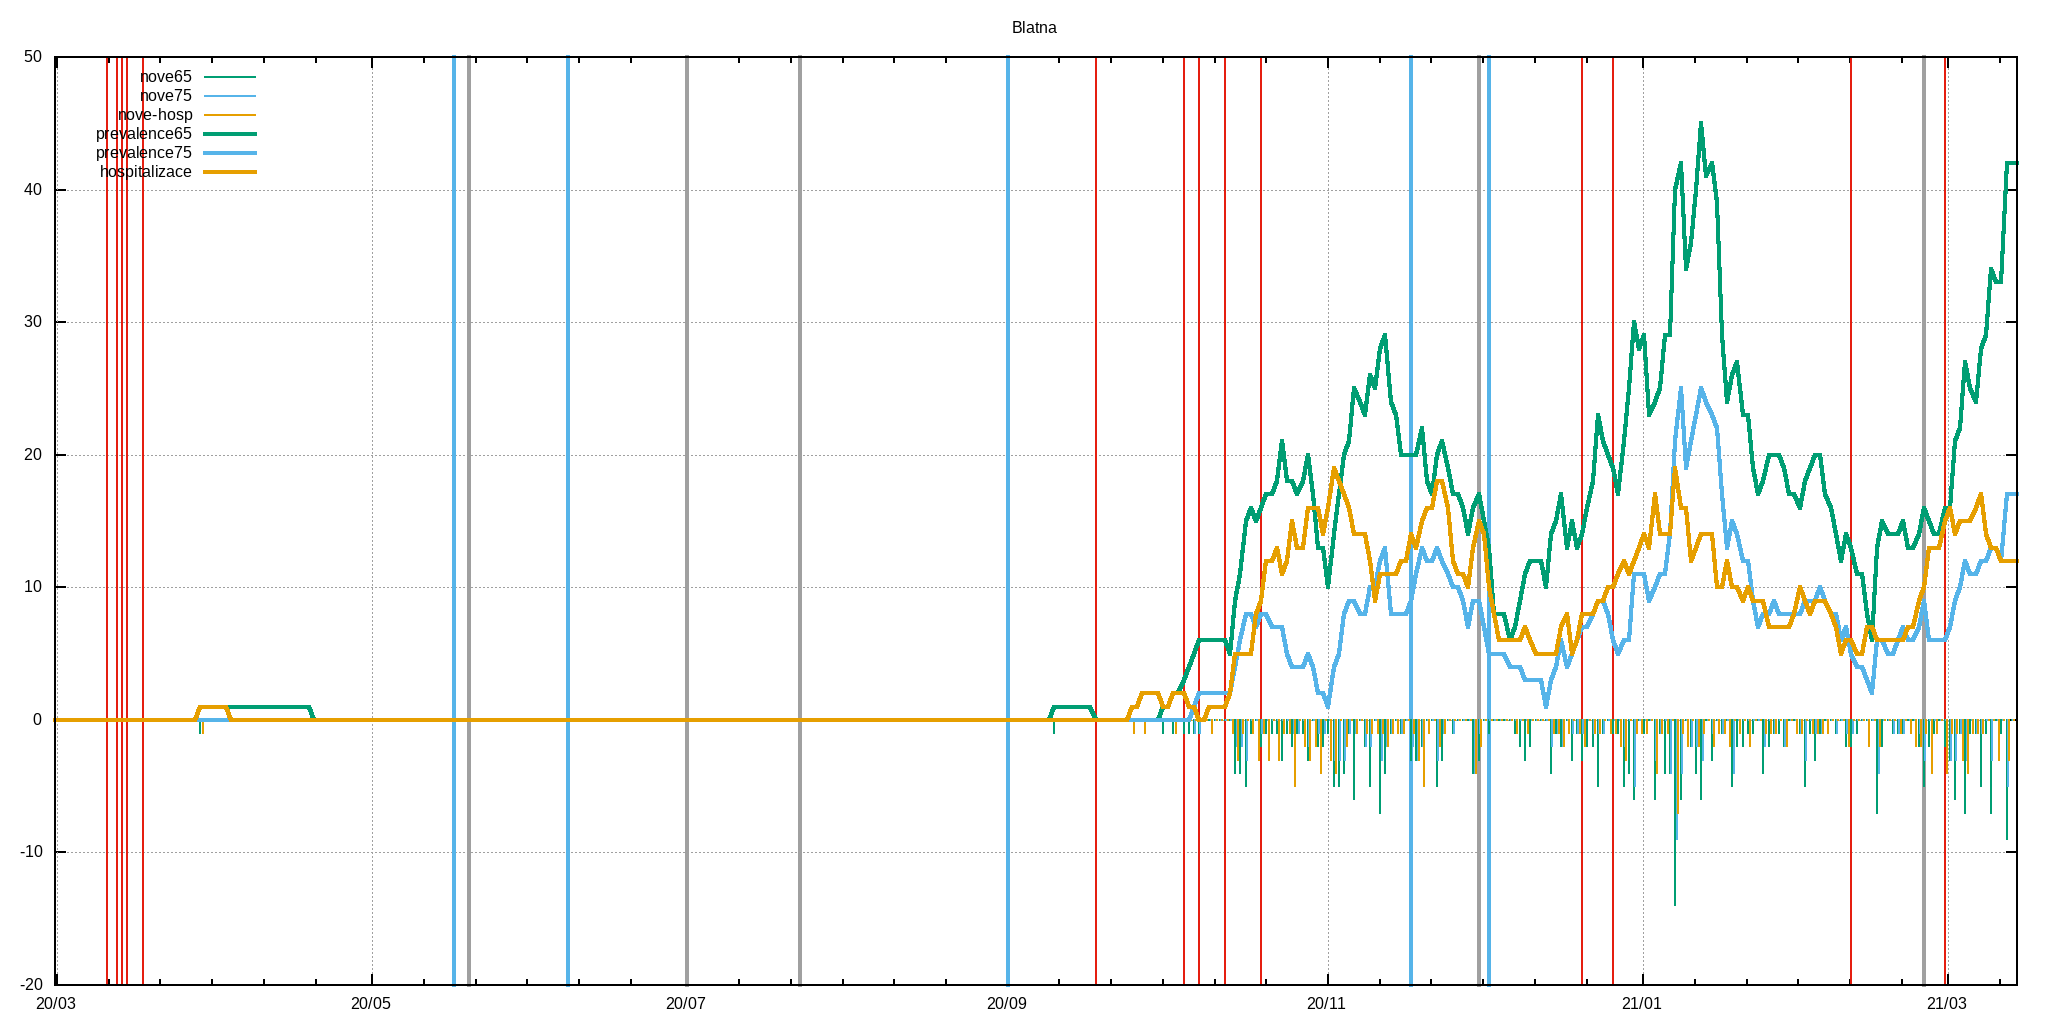 Blatna
50
nove65
nove75
nove-hosp
prevalence65
prevalence75
hospitalizace
40
30
20
10
0
-10
-20
20/03 20/05 20/07 20/09 20/11 21/01 21/03